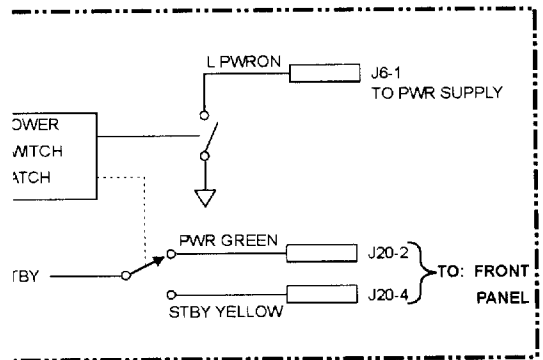 L PWRON
J6-1
TO PWR SUPPLY
OWER
WITCH
ATCH
PWR GREEN
J20-2
TBY
TO: FRONT
PANEL
J20-4
STBY YELLOW